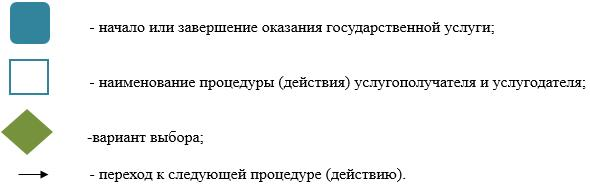 - начало или завершение оказания государственной услуги;
- наименование процедуры (действия) услугополучателя и услугодателя;
-вариант выбора;
- переход к следующей процедуре (действию).